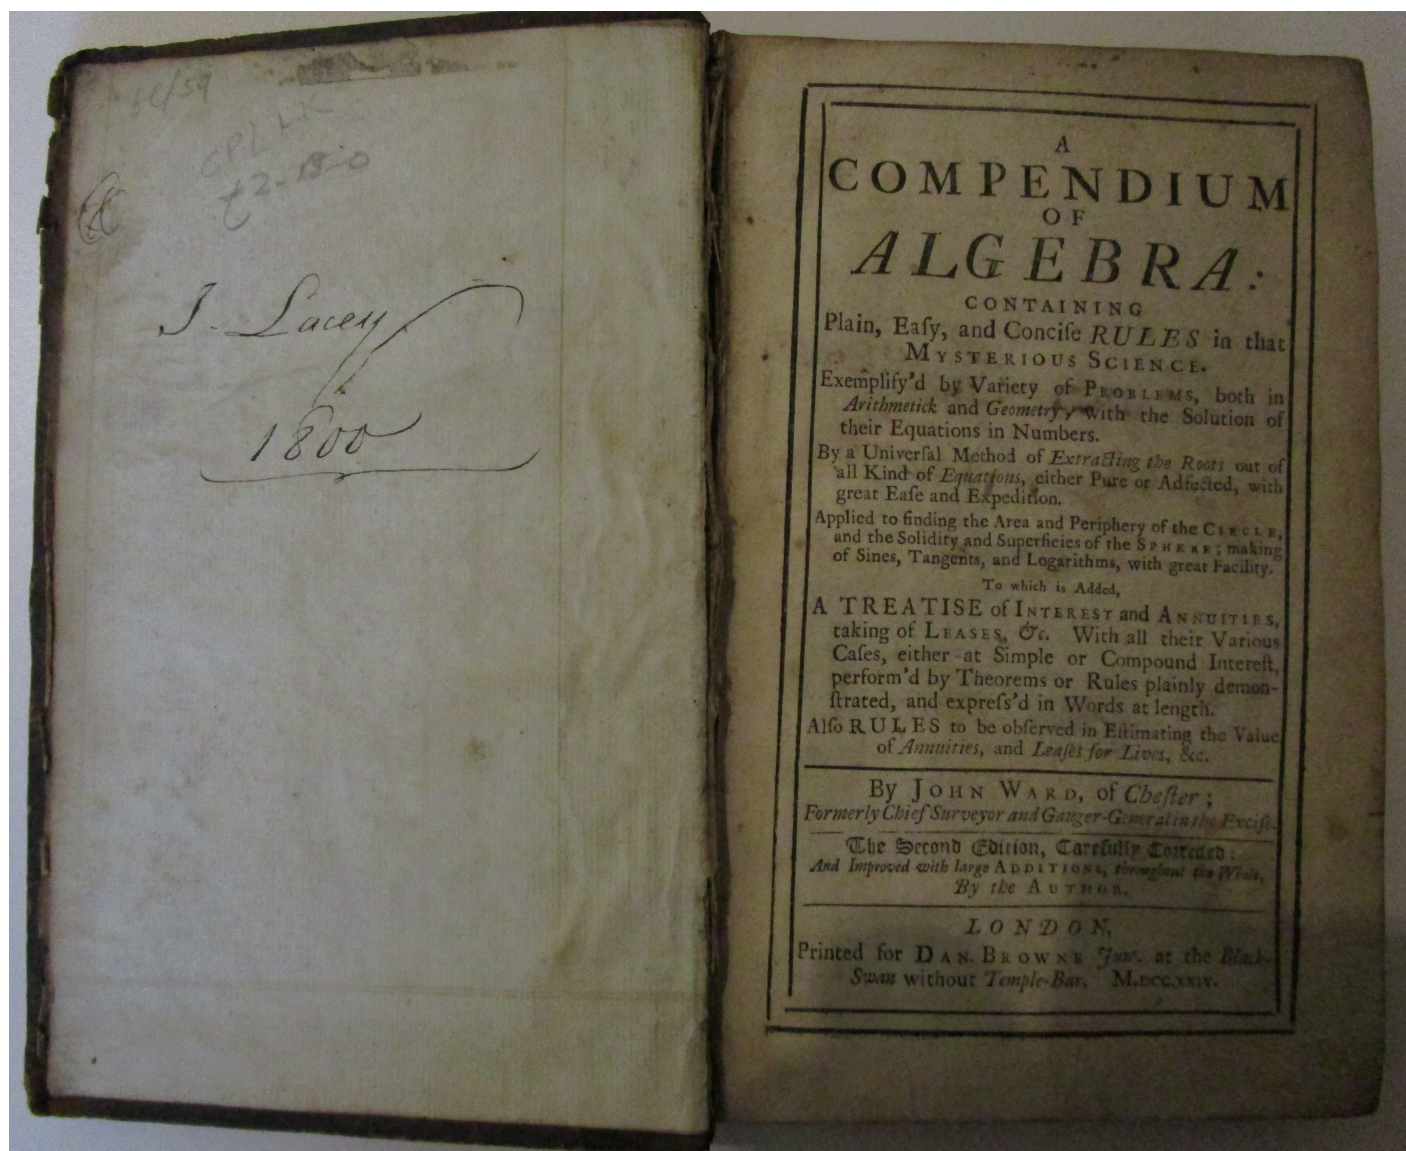 £2-15-0
J. Lacey
1800
A
COMPENDIUM
OF
ALGEBRA:
CONTAINING
Plain, Eaſy, and Conciſe RULES in that
MYSTERIOUS SCIENCE.
Exemplify'd by Variety of PROBLEMS, both in
Arithmetick and Geometry, with the Solution of
their Equations in Numbers.
By a Univerſal Method of Extracting the Roots out of
all Kind of Equations, either Pure or Adfected, with
great Eaſe and Expedition.
Applied to finding the Area and Periphery of the CIRCLE,
and the Solidity and Superficies of the SPHERE; making
of Sines, Tangents, and Logarithms, with great Facility.
To which is Added,
A TREATISE of INTEREST and ANNUITIES,
taking of LEASES, &c. With all their Various
Caſes, either at Simple or Compound Intereſt,
perform'd by Theorems or Rules plainly demon-
ſtrated, and expreſs'd in Words at length.
Alſo RULES to be obſerved in Eſtimating the Value
of Annuities, and Leaſes for Lives, &c.
By JOHN WARD, of Cheſter;
Formerly Chief Surveyor and Gauger-General in the Exciſe.
The Second Edition, Carefully Corrected:
And Improved with large ADDITIONS, throughout the Whole,
By the AUTHOR.
LONDON,
Printed for DAN. BROWNE Junr. at the Black-
Swan without Temple-Bar, M.DCC.XXIV.